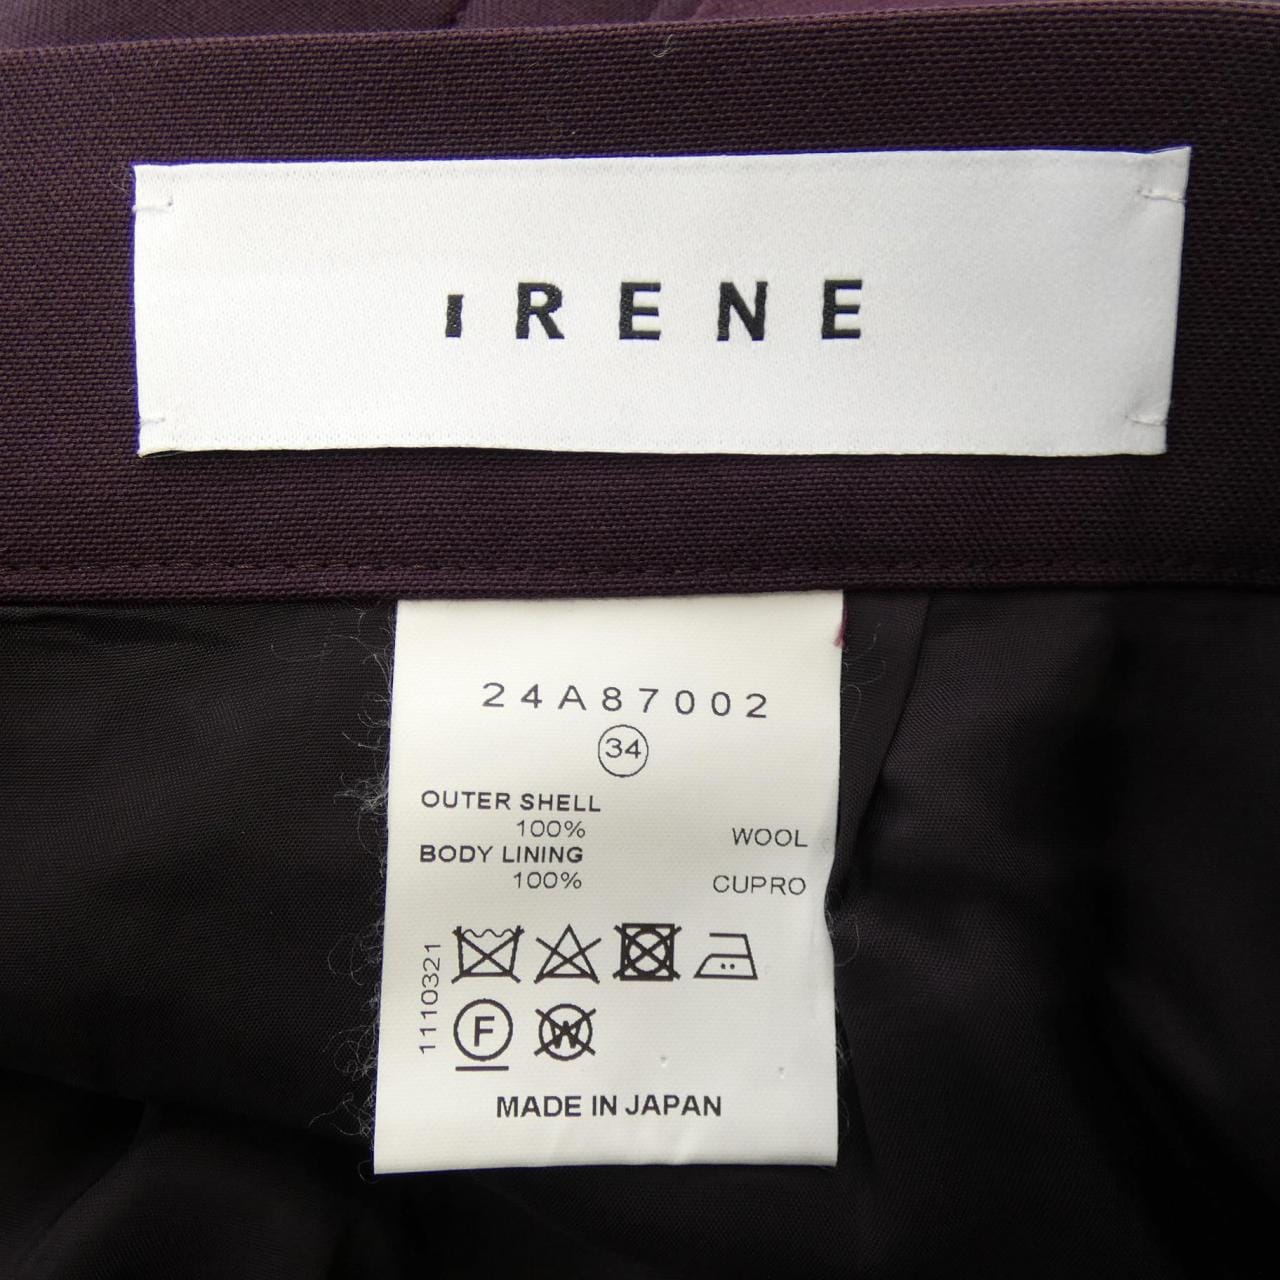 IRENE
24A87002
34
OUTER SHELL
100% WOOL
BODY LINING
100% CUPRO
1110321
F W
MADE IN JAPAN